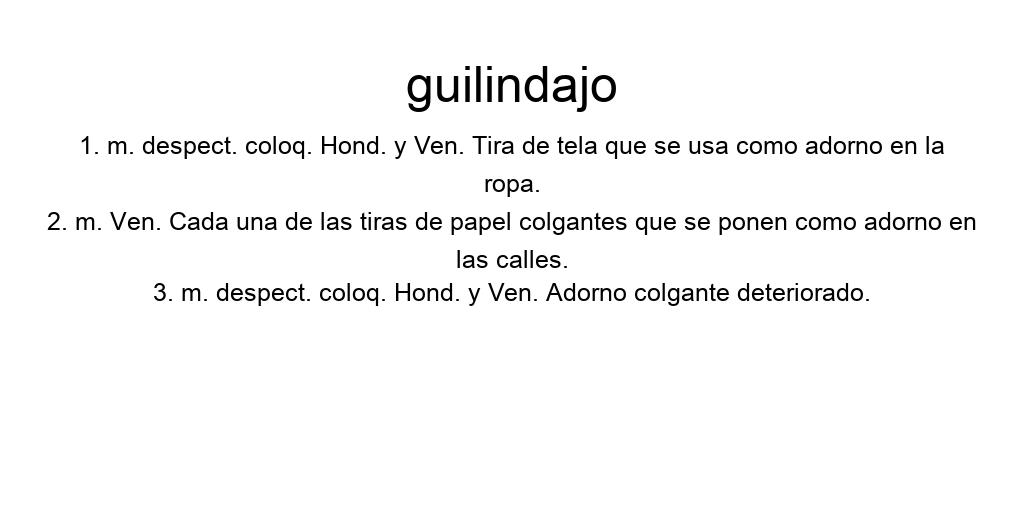 guilindajo
1. m. despect. coloq. Hond. y Ven. Tira de tela que se usa como adorno en la
ropa.
2. m. Ven. Cada una de las tiras de papel colgantes que se ponen como adorno en
las calles.
3. m. despect. coloq. Hond. y Ven. Adorno colgante deteriorado.